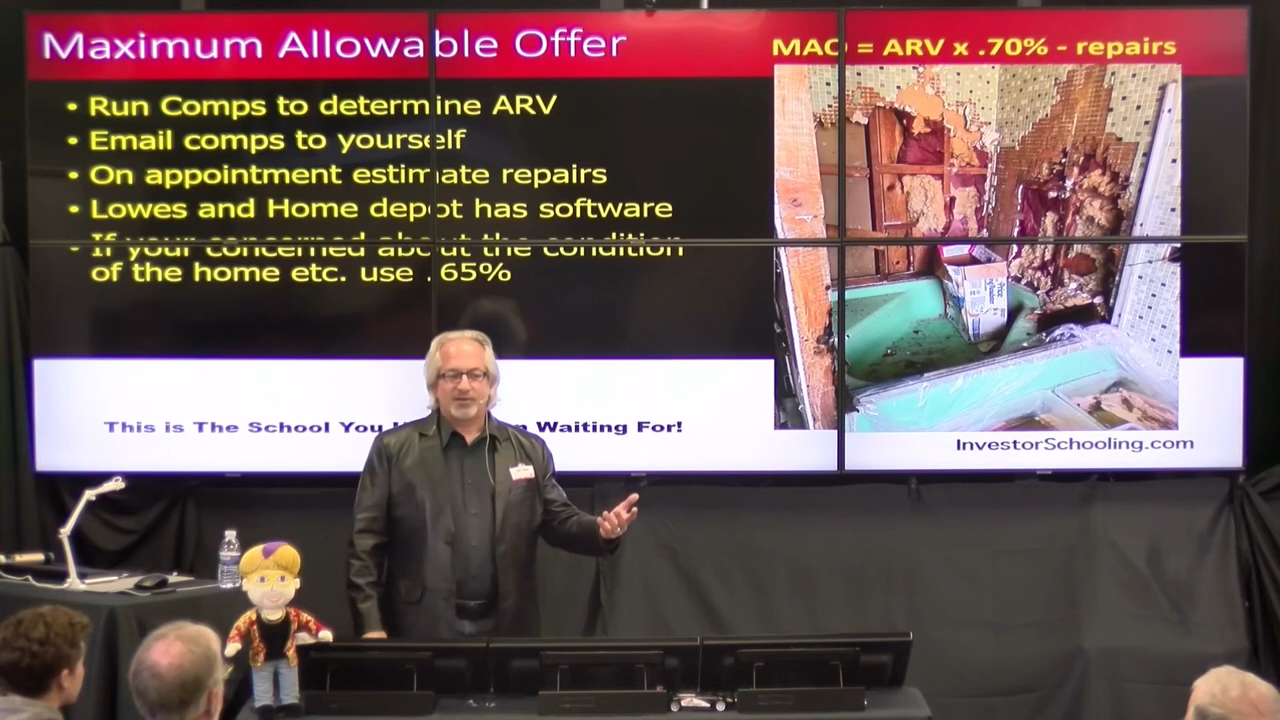 Maximum Allowable Offer
MAO = ARV x .70% - repairs
• Run Comps to determine ARV
• Email comps to yourself
• On appointment estimate repairs
• Lowes and Home depot has software
• If your concerned about the condition
of the home etc. use .65%
This is The School You Waiting For!
InvestorSchooling.com